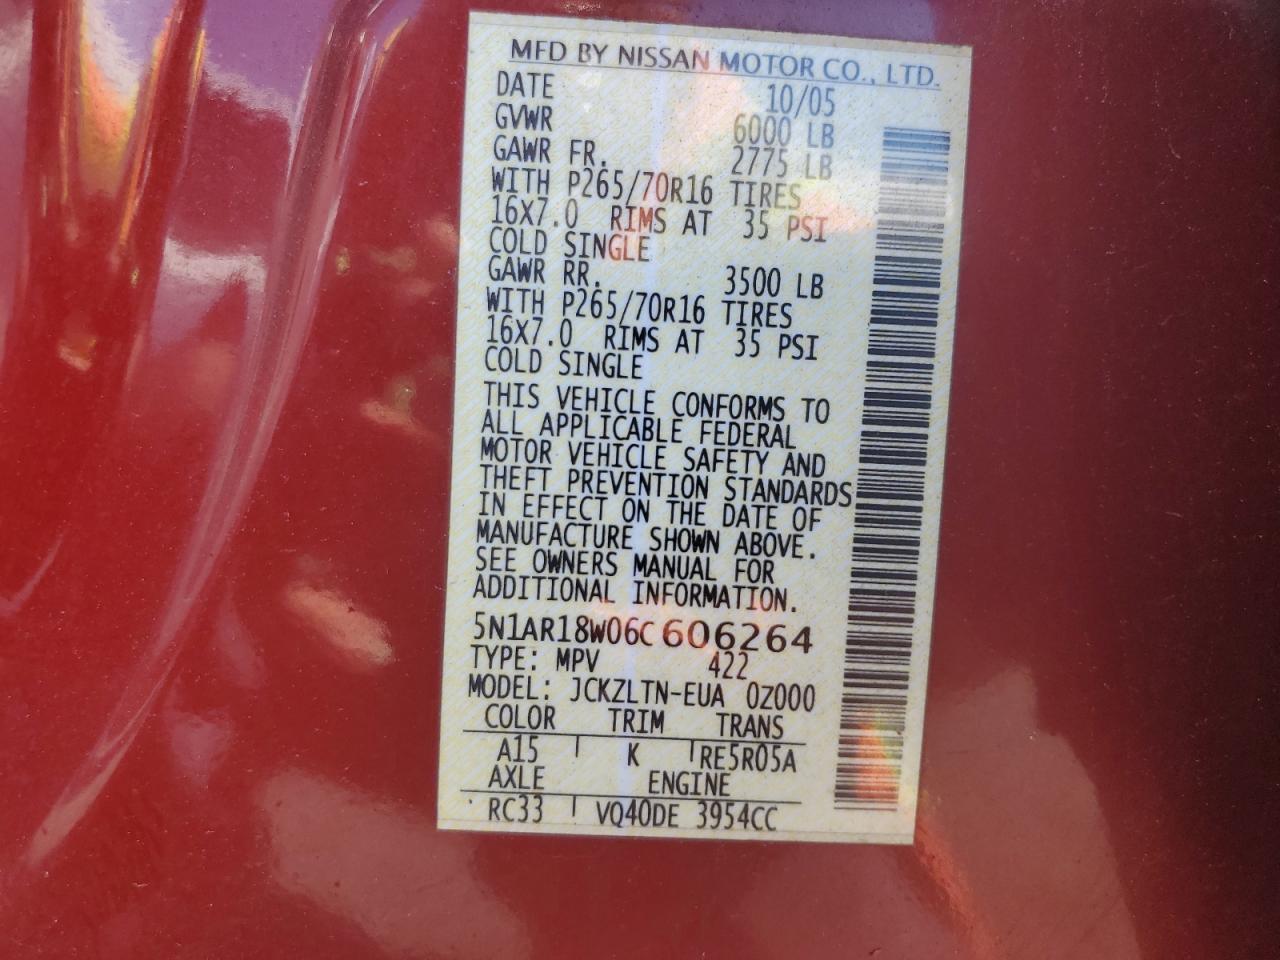 MFD BY NISSAN MOTOR CO., LTD.
DATE 10/05
GVWR 6000 LB
GAWR FR. 2775 LB
WITH P265/70R16 TIRES
16X7.0 RIMS AT 35 PSI
COLD SINGLE
GAWR RR. 3500 LB
WITH P265/70R16 TIRES
16X7.0 RIMS AT 35 PSI
COLD SINGLE
THIS VEHICLE CONFORMS TO
ALL APPLICABLE FEDERAL
MOTOR VEHICLE SAFETY AND
THEFT PREVENTION STANDARDS
IN EFFECT ON THE DATE OF
MANUFACTURE SHOWN ABOVE.
SEE OWNERS MANUAL FOR
ADDITIONAL INFORMATION.
5N1AR18W06C606264
TYPE: MPV 422
MODEL: JCKZLTN-EUA 0Z000
COLOR TRIM TRANS
A15 K RE5R05A
AXLE ENGINE
RC33 VQ40DE 3954CC